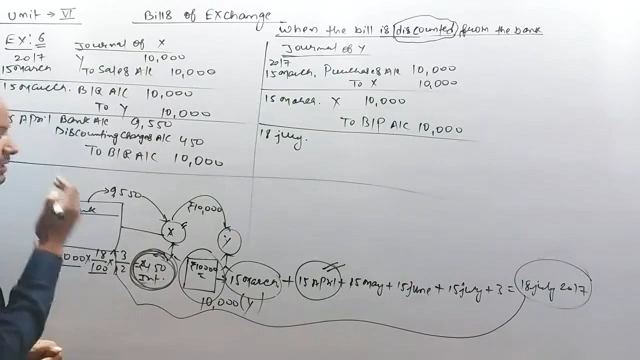 Unit - VI
Bills of Exchange
When the bill is discounted from the bank
EX: 6
Journal of X
2017 Y 10,000
15 march To Sales A/c 10,000
15 march. B/R A/c 10,000
To Y 10,000
15 April Bank A/c 9,550
Discounting Charges A/c 450
To B/R A/c 10,000
Journal of Y
2017
15 march. Purchases A/c 10,000
To X 10,000
15 march. X 10,000
To B/P A/c 10,000
18 july.
9,550
₹10,000
X
Y
18/100 × 3/12 = ₹450
Int.
₹10000
15 march + 15 April + 15 may + 15 june + 15 july + 3 = 18 july 2017
10,000 (Y)